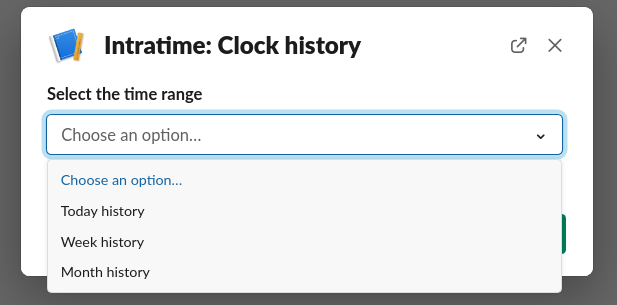 Intratime: Clock history
Select the time range
Choose an option...
Choose an option...
Today history
Week history
Month history